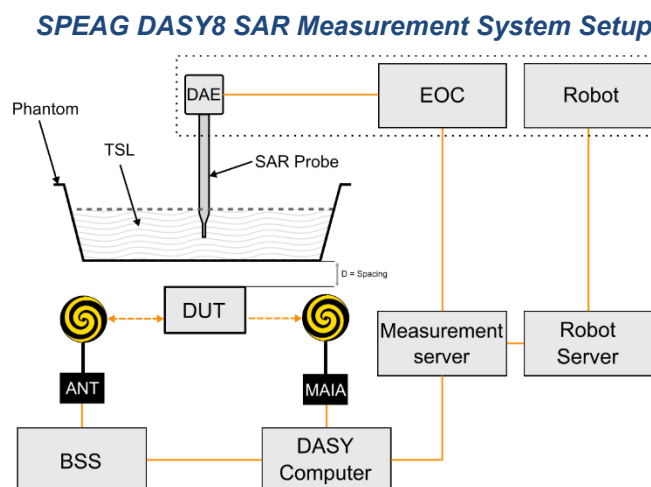 SPEAG DASY8 SAR Measurement System Setup
DAE
EOC
Robot
Phantom
TSL
SAR Probe
D = Spacing
DUT
Measurement
server
Robot
Server
ANT
MAIA
BSS
DASY
Computer